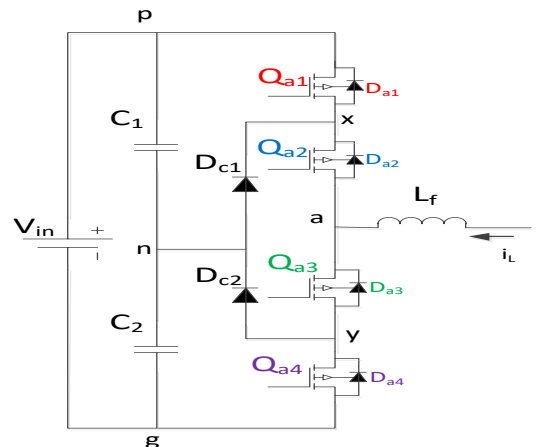 p
Qa1
Da1
x
C1
Qa2
Da2
Dc1
Lf
a
Vin
+
n
-
iL
Dc2
Qa3
Da3
C2
y
Qa4
Da4
g